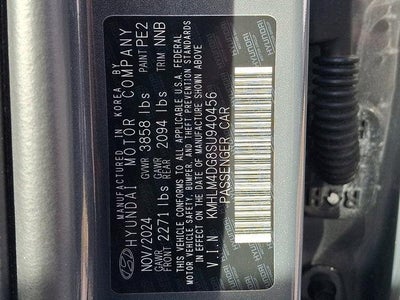 MANUFACTURED IN KOREA BY
HYUNDAI MOTOR COMPANY
NOV/2024 GVWR 3858 lbs PAINT PE2
GAWR FRONT 2271 lbs GAWR REAR 2094 lbs TRIM NNB
THIS VEHICLE CONFORMS TO ALL APPLICABLE U.S.A. FEDERAL
MOTOR VEHICLE SAFETY, BUMPER, AND THEFT PREVENTION STANDARDS
IN EFFECT ON THE DATE OF MANUFACTURE SHOWN ABOVE
V.I.N KMHLM4DG8SU940456
PASSENGER CAR
HYUNDAI